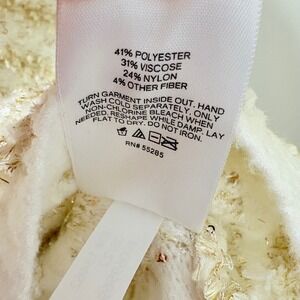 41% POLYESTER
31% VISCOSE
24% NYLON
4% OTHER FIBER
TURN GARMENT INSIDE OUT. HAND
WASH COLD SEPARATELY. ONLY
NON-CHLORINE BLEACH WHEN
NEEDED. RESHAPE WHILE DAMP. LAY
FLAT TO DRY. DO NOT IRON.
RN# 55285